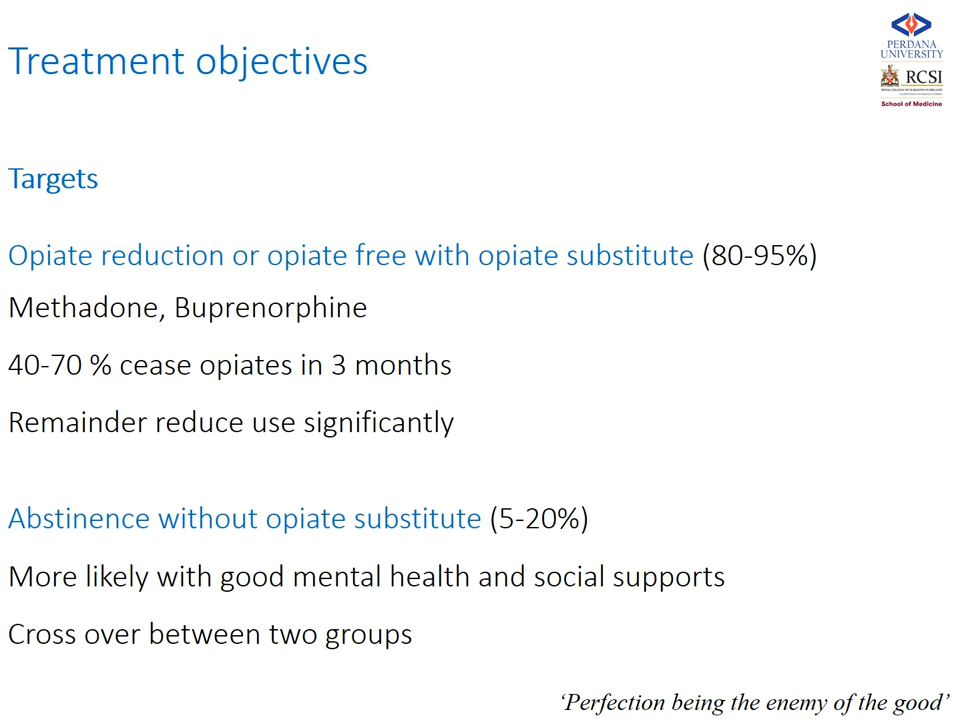 Treatment objectives
PERDANA
UNIVERSITY
RCSI
School of Medicine
Targets
Opiate reduction or opiate free with opiate substitute (80-95%)
Methadone, Buprenorphine
40-70 % cease opiates in 3 months
Remainder reduce use significantly
Abstinence without opiate substitute (5-20%)
More likely with good mental health and social supports
Cross over between two groups
‘Perfection being the enemy of the good’